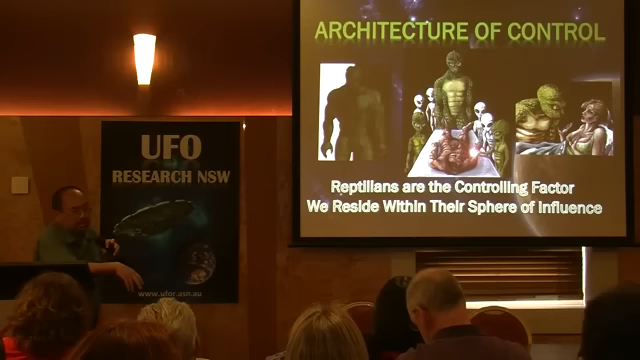 ARCHITECTURE OF CONTROL
Reptilians are the Controlling Factor
We Reside Within Their Sphere of Influence
UFO
RESEARCH NSW
www.ufor.asn.au